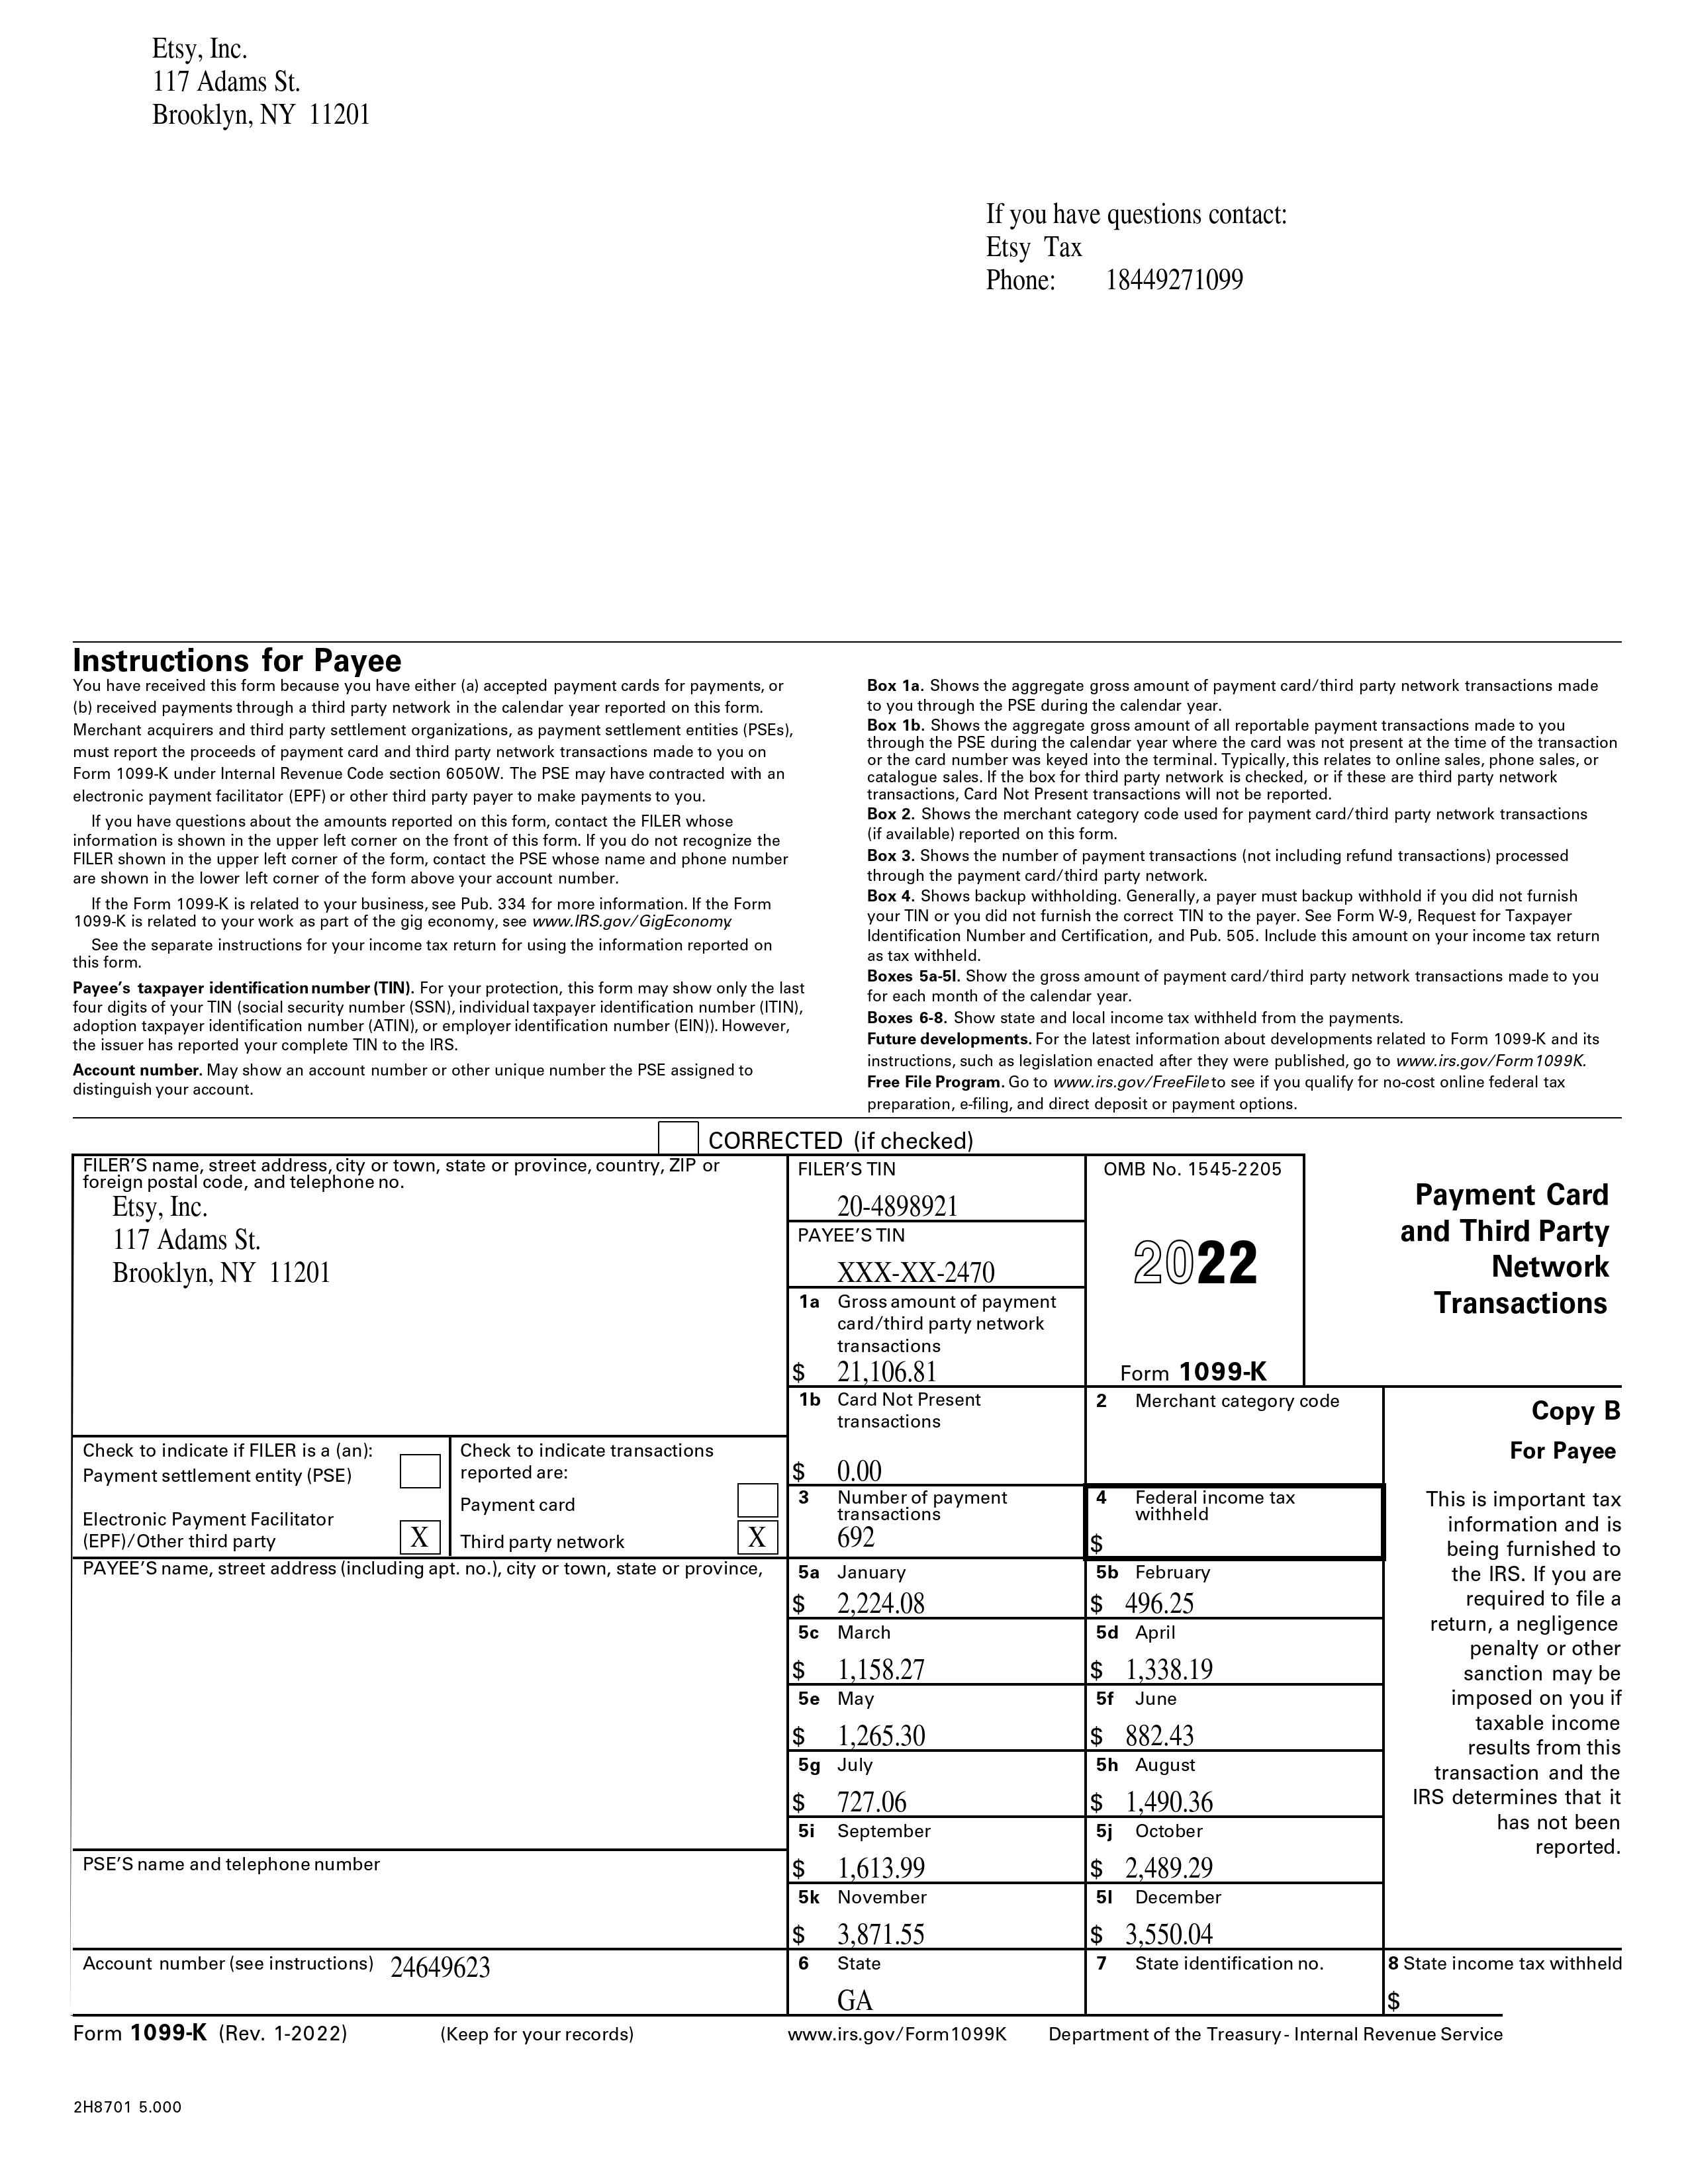 Etsy, Inc.
117 Adams St.
Brooklyn, NY 11201
If you have questions contact:
Etsy Tax
Phone: 18449271099
Instructions for Payee
You have received this form because you have either (a) accepted payment cards for payments, or
(b) received payments through a third party network in the calendar year reported on this form.
Merchant acquirers and third party settlement organizations, as payment settlement entities (PSEs),
must report the proceeds of payment card and third party network transactions made to you on
Form 1099-K under Internal Revenue Code section 6050W. The PSE may have contracted with an
electronic payment facilitator (EPF) or other third party payer to make payments to you.
If you have questions about the amounts reported on this form, contact the FILER whose
information is shown in the upper left corner on the front of this form. If you do not recognize the
FILER shown in the upper left corner of the form, contact the PSE whose name and phone number
are shown in the lower left corner of the form above your account number.
If the Form 1099-K is related to your business, see Pub. 334 for more information. If the Form
1099-K is related to your work as part of the gig economy, see www.IRS.gov/GigEconomy.
See the separate instructions for your income tax return for using the information reported on
this form.
Payee's taxpayer identification number (TIN). For your protection, this form may show only the last
four digits of your TIN (social security number (SSN), individual taxpayer identification number (ITIN),
adoption taxpayer identification number (ATIN), or employer identification number (EIN)). However,
the issuer has reported your complete TIN to the IRS.
Account number. May show an account number or other unique number the PSE assigned to
distinguish your account.
Box 1a. Shows the aggregate gross amount of payment card/third party network transactions made
to you through the PSE during the calendar year.
Box 1b. Shows the aggregate gross amount of all reportable payment transactions made to you
through the PSE during the calendar year where the card was not present at the time of the transaction
or the card number was keyed into the terminal. Typically, this relates to online sales, phone sales, or
catalogue sales. If the box for third party network is checked, or if these are third party network
transactions, Card Not Present transactions will not be reported.
Box 2. Shows the merchant category code used for payment card/third party network transactions
(if available) reported on this form.
Box 3. Shows the number of payment transactions (not including refund transactions) processed
through the payment card/third party network.
Box 4. Shows backup withholding. Generally, a payer must backup withhold if you did not furnish
your TIN or you did not furnish the correct TIN to the payer. See Form W-9, Request for Taxpayer
Identification Number and Certification, and Pub. 505. Include this amount on your income tax return
as tax withheld.
Boxes 5a-5l. Show the gross amount of payment card/third party network transactions made to you
for each month of the calendar year.
Boxes 6-8. Show state and local income tax withheld from the payments.
Future developments. For the latest information about developments related to Form 1099-K and its
instructions, such as legislation enacted after they were published, go to www.irs.gov/Form1099K.
Free File Program. Go to www.irs.gov/FreeFile to see if you qualify for no-cost online federal tax
preparation, e-filing, and direct deposit or payment options.
CORRECTED (if checked)
FILER'S name, street address, city or town, state or province, country, ZIP or
foreign postal code, and telephone no.
Etsy, Inc.
117 Adams St.
Brooklyn, NY 11201
FILER'S TIN
20-4898921
PAYEE'S TIN
XXX-XX-2470
1a Gross amount of payment
card/third party network
transactions
$ 21,106.81
OMB No. 1545-2205
2022
Form 1099-K
Payment Card
and Third Party
Network
Transactions
1b Card Not Present
transactions
$ 0.00
2 Merchant category code
Copy B
For Payee
Check to indicate if FILER is a (an):
Payment settlement entity (PSE)
Electronic Payment Facilitator
(EPF)/Other third party X
Check to indicate transactions
reported are:
Payment card
Third party network X
3 Number of payment
transactions
692
4 Federal income tax
withheld
$
This is important tax
information and is
being furnished to
the IRS. If you are
required to file a
return, a negligence
penalty or other
sanction may be
imposed on you if
taxable income
results from this
transaction and the
IRS determines that it
has not been
reported.
PAYEE'S name, street address (including apt. no.), city or town, state or province,
5a January
$ 2,224.08
5b February
$ 496.25
5c March
$ 1,158.27
5d April
$ 1,338.19
5e May
$ 1,265.30
5f June
$ 882.43
5g July
$ 727.06
5h August
$ 1,490.36
5i September
$ 1,613.99
5j October
$ 2,489.29
PSE'S name and telephone number
5k November
$ 3,871.55
5l December
$ 3,550.04
Account number (see instructions) 24649623
6 State
GA
7 State identification no.
8 State income tax withheld
$
Form 1099-K (Rev. 1-2022) (Keep for your records) www.irs.gov/Form1099K Department of the Treasury - Internal Revenue Service
2H8701 5.000